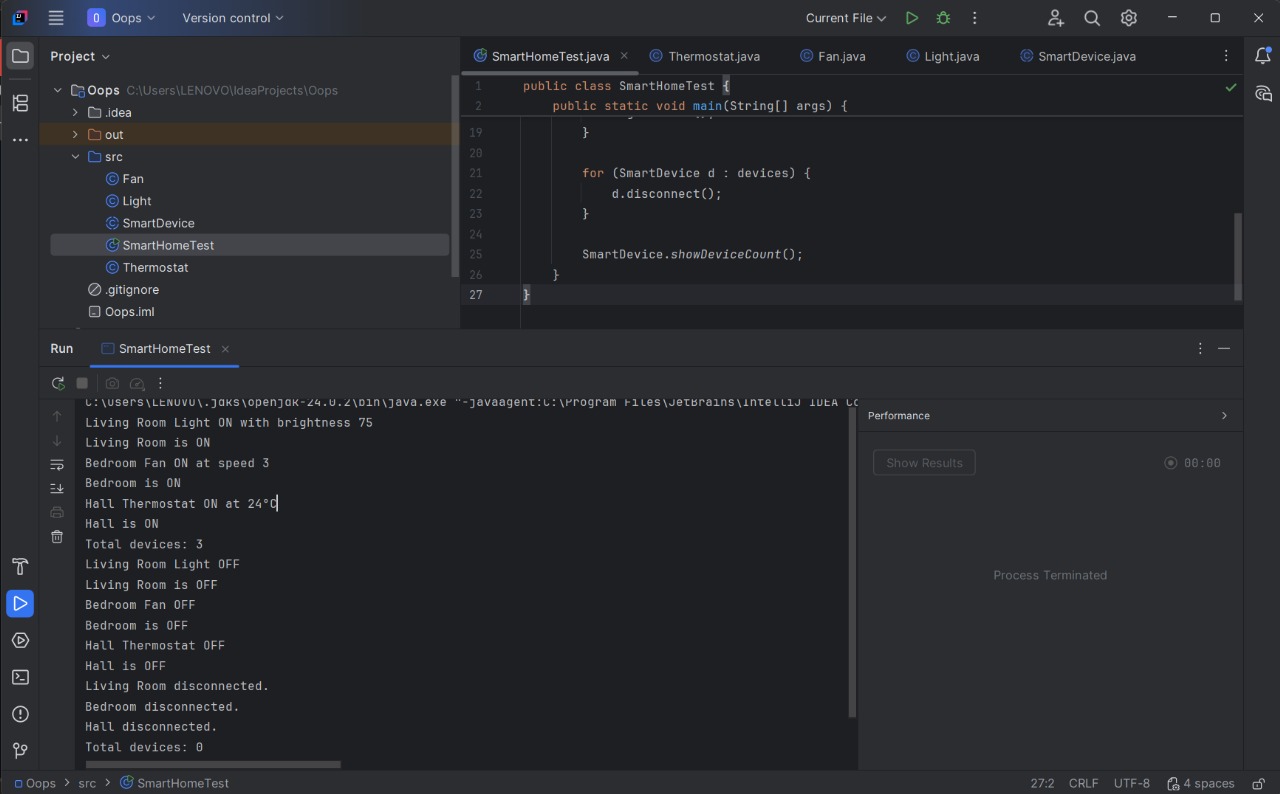 Oops Version control Current File
Project
SmartHomeTest.java Thermostat.java Fan.java Light.java SmartDevice.java
Oops C:\Users\LENOVO\IdeaProjects\Oops
.idea
out
src
Fan
Light
SmartDevice
SmartHomeTest
Thermostat
.gitignore
Oops.iml
1 public class SmartHomeTest {
2 public static void main(String[] args) {
19 }
20
21 for (SmartDevice d : devices) {
22 d.disconnect();
23 }
24
25 SmartDevice.showDeviceCount();
26 }
27 }
Run SmartHomeTest
C:\Users\LENOVO\.jdks\openjdk-24.0.2\bin\java.exe "-javaagent:C:\Program Files\JetBrains\IntelliJ IDEA Co
Living Room Light ON with brightness 75
Living Room is ON
Bedroom Fan ON at speed 3
Bedroom is ON
Hall Thermostat ON at 24°C
Hall is ON
Total devices: 3
Living Room Light OFF
Living Room is OFF
Bedroom Fan OFF
Bedroom is OFF
Hall Thermostat OFF
Hall is OFF
Living Room disconnected.
Bedroom disconnected.
Hall disconnected.
Total devices: 0
Performance
Show Results 00:00
Process Terminated
Oops > src > SmartHomeTest 27:2 CRLF UTF-8 4 spaces